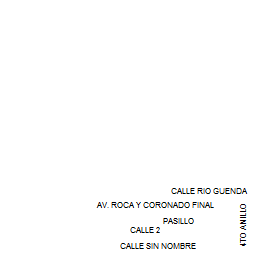 CALLE RIO GUENDA
AV. ROCA Y CORONADO FINAL
PASILLO
CALLE 2
CALLE SIN NOMBRE
4TO ANILLO